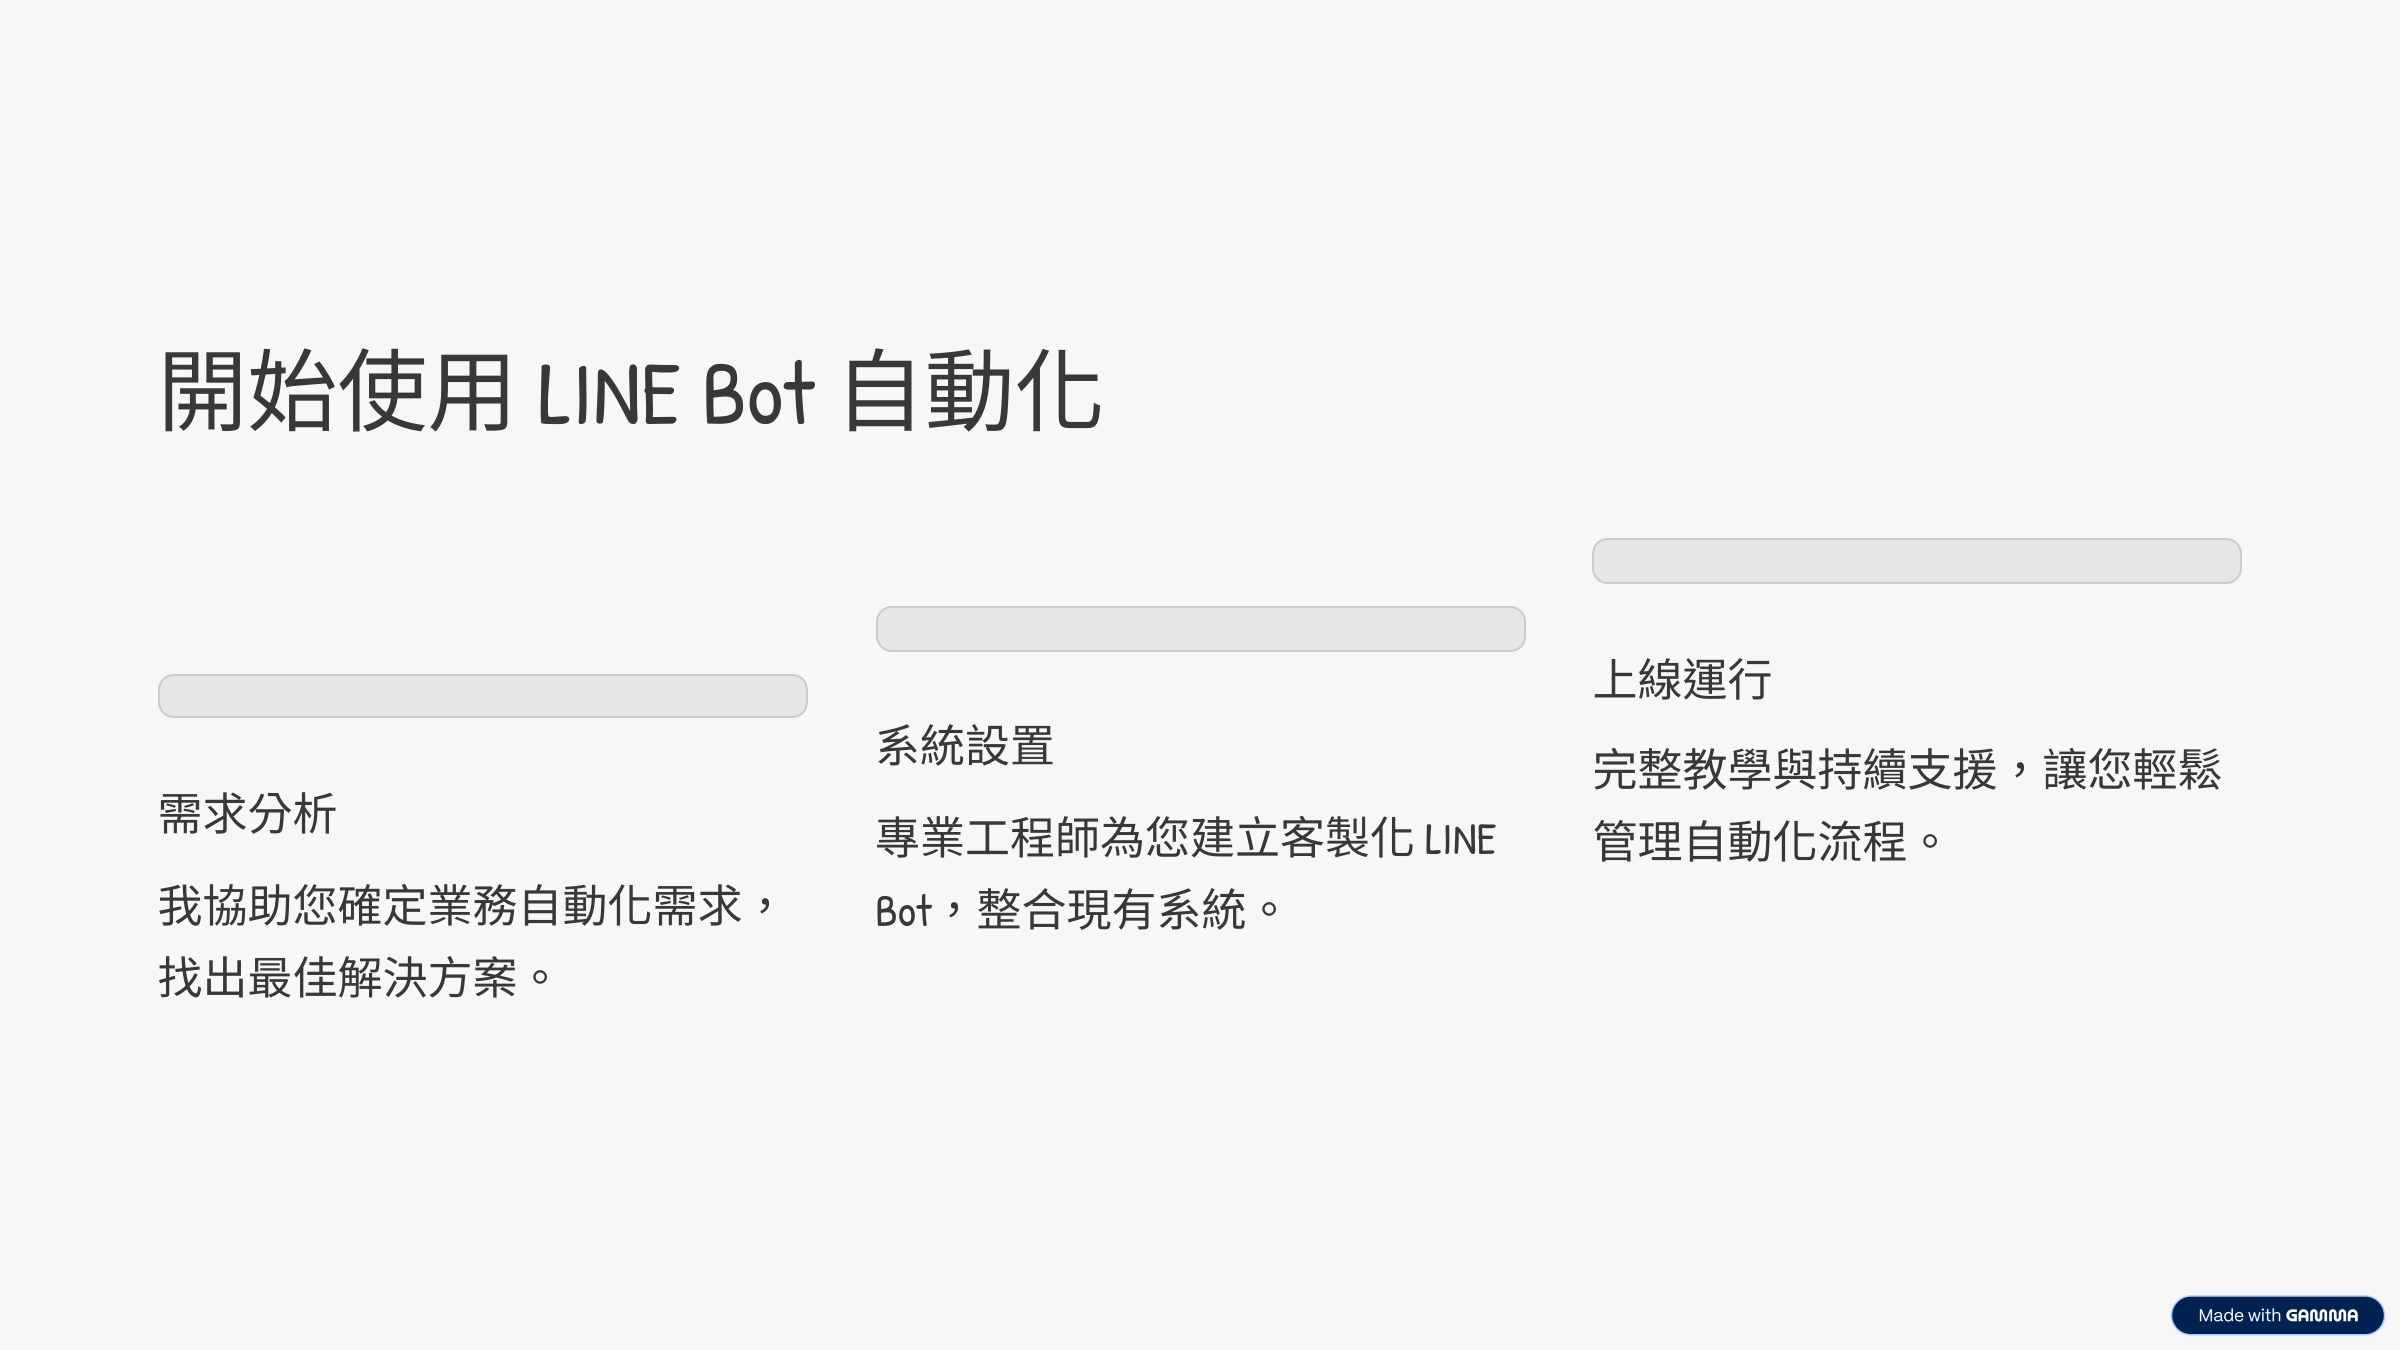 開始使用 LINE Bot 自動化
需求分析
我協助您確定業務自動化需求，
找出最佳解決方案。
系統設置
專業工程師為您建立客製化 LINE
Bot，整合現有系統。
上線運行
完整教學與持續支援，讓您輕鬆
管理自動化流程。
Made with GAMMA